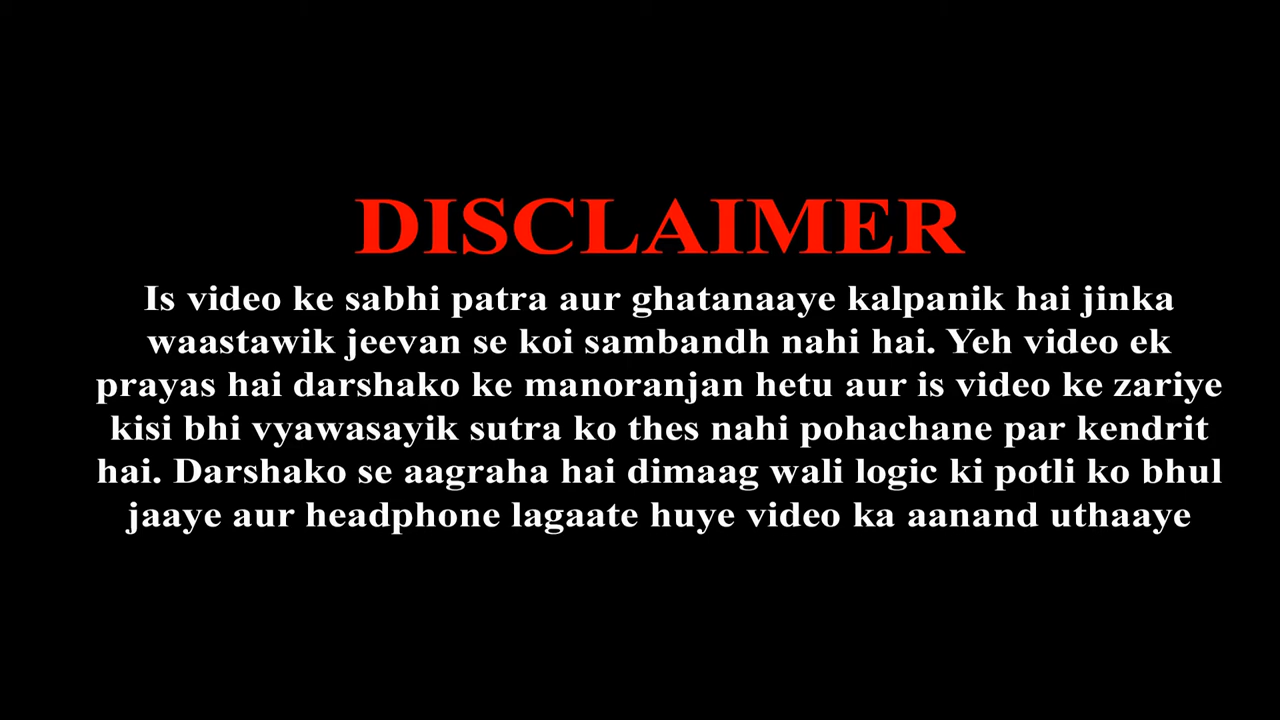 DISCLAIMER
Is video ke sabhi patra aur ghatanaaye kalpanik hai jinka
waastawik jeevan se koi sambandh nahi hai. Yeh video ek
prayas hai darshako ke manoranjan hetu aur is video ke zariye
kisi bhi vyawasayik sutra ko thes nahi pohachane par kendrit
hai. Darshako se aagraha hai dimaag wali logic ki potli ko bhul
jaaye aur headphone lagaate huye video ka aanand uthaaye